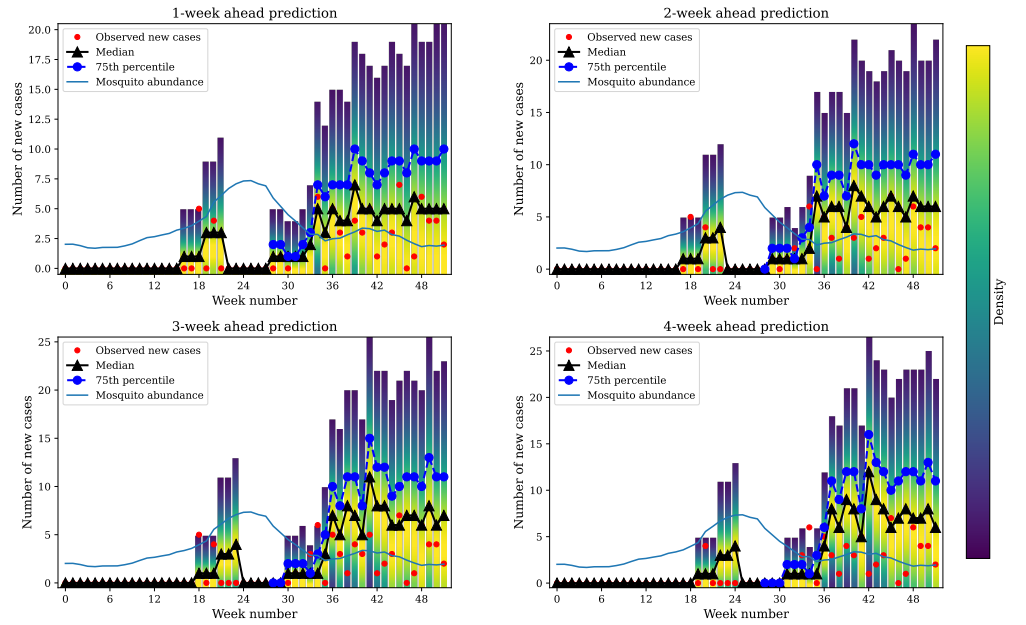 1-week ahead prediction
Number of new cases
20.0
17.5
15.0
12.5
10.0
7.5
5.0
2.5
0.0
Observed new cases
Median
75th percentile
Mosquito abundance
0 6 12 18 24 30 36 42 48
Week number
2-week ahead prediction
Number of new cases
20
15
10
5
0
Observed new cases
Median
75th percentile
Mosquito abundance
0 6 12 18 24 30 36 42 48
Week number
3-week ahead prediction
Number of new cases
25
20
15
10
5
0
Observed new cases
Median
75th percentile
Mosquito abundance
0 6 12 18 24 30 36 42 48
Week number
4-week ahead prediction
Number of new cases
25
20
15
10
5
0
Observed new cases
Median
75th percentile
Mosquito abundance
0 6 12 18 24 30 36 42 48
Week number
Density